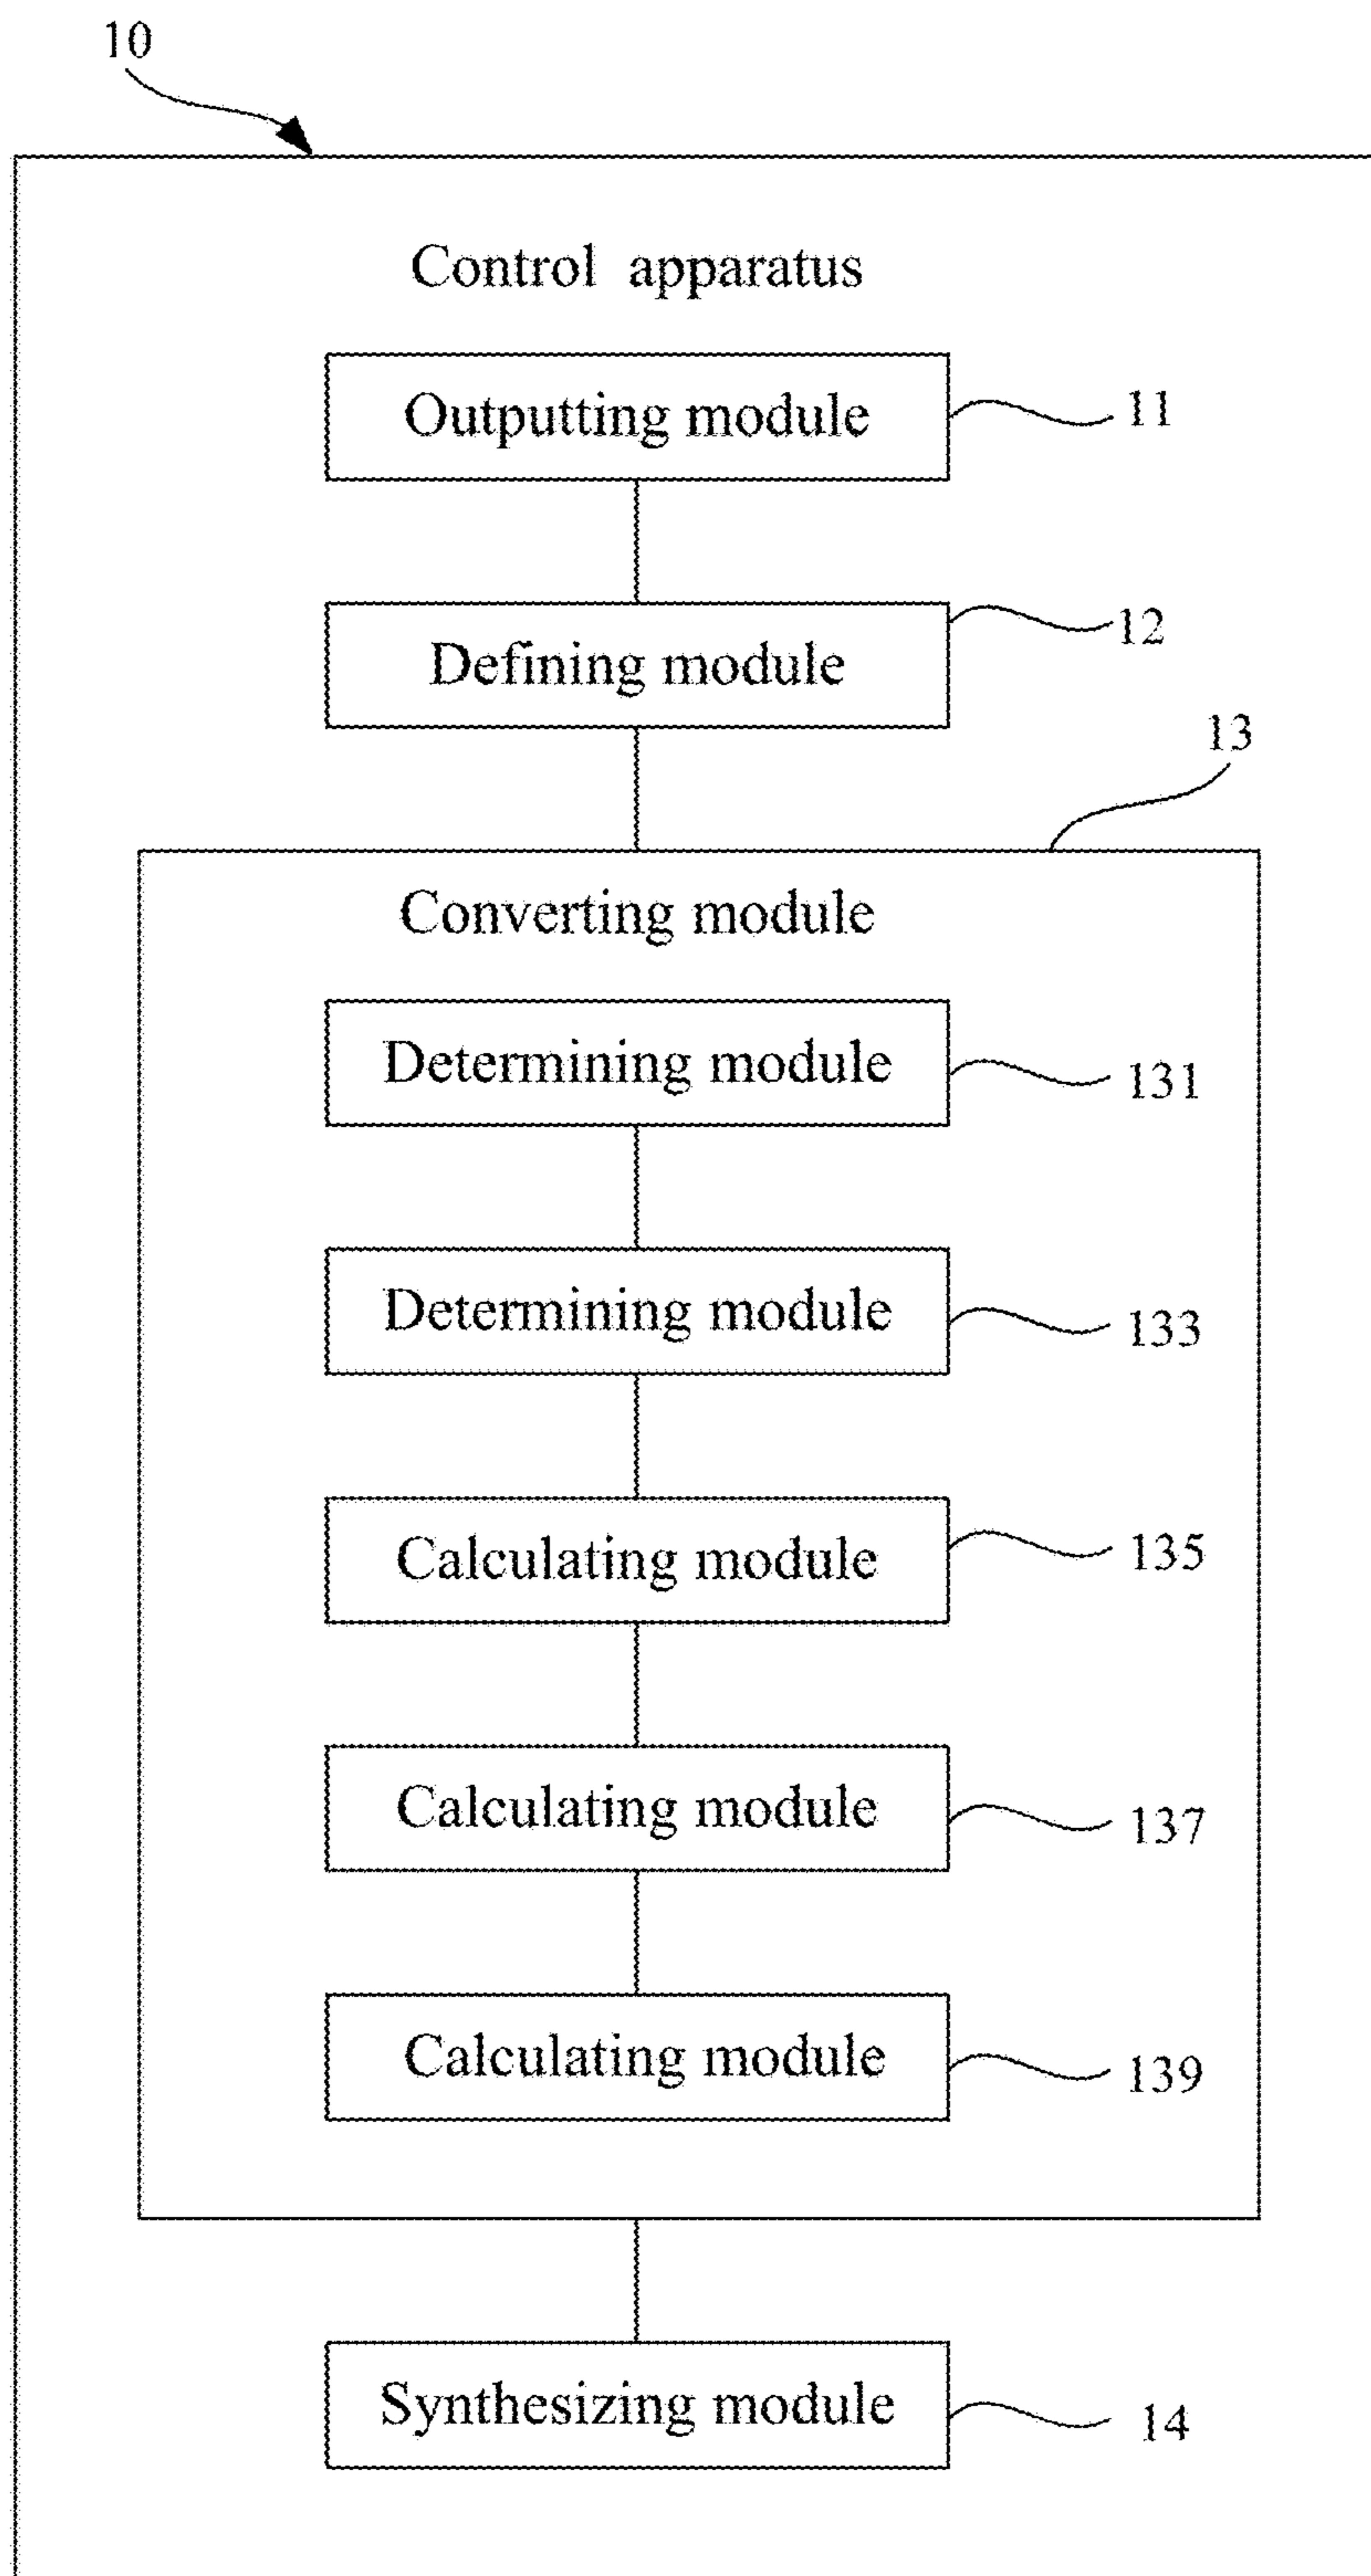 10
Control apparatus
Outputting module
11
Defining module
12
13
Converting module
Determining module
131
Determining module
133
Calculating module
135
Calculating module
137
Calculating module
139
Synthesizing module
14